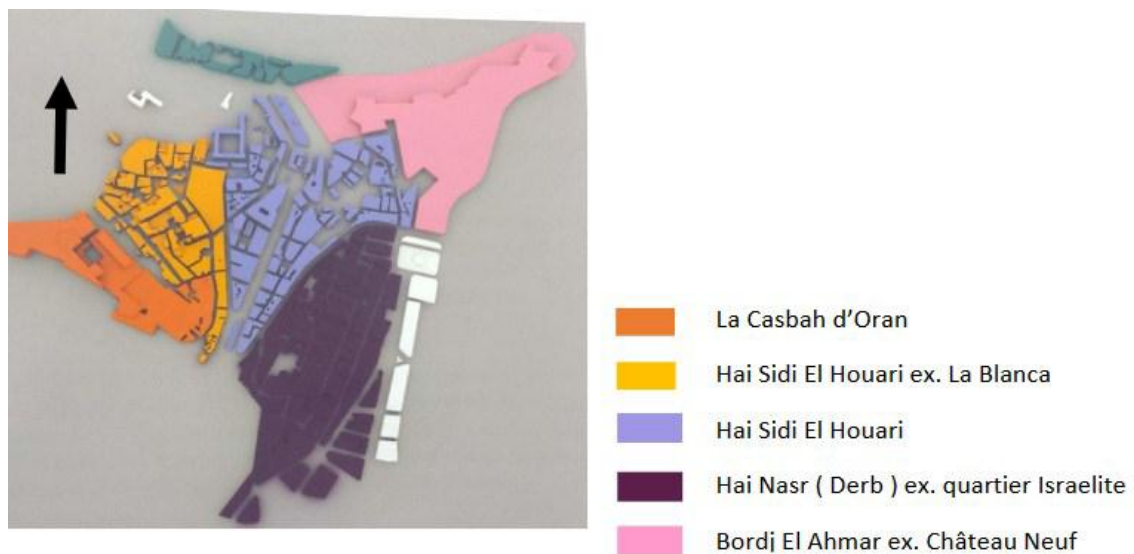 La Casbah d'Oran
Hai Sidi El Houari ex. La Blanca
Hai Sidi El Houari
Hai Nasr ( Derb ) ex. quartier Israelite
Bordj El Ahmar ex. Château Neuf